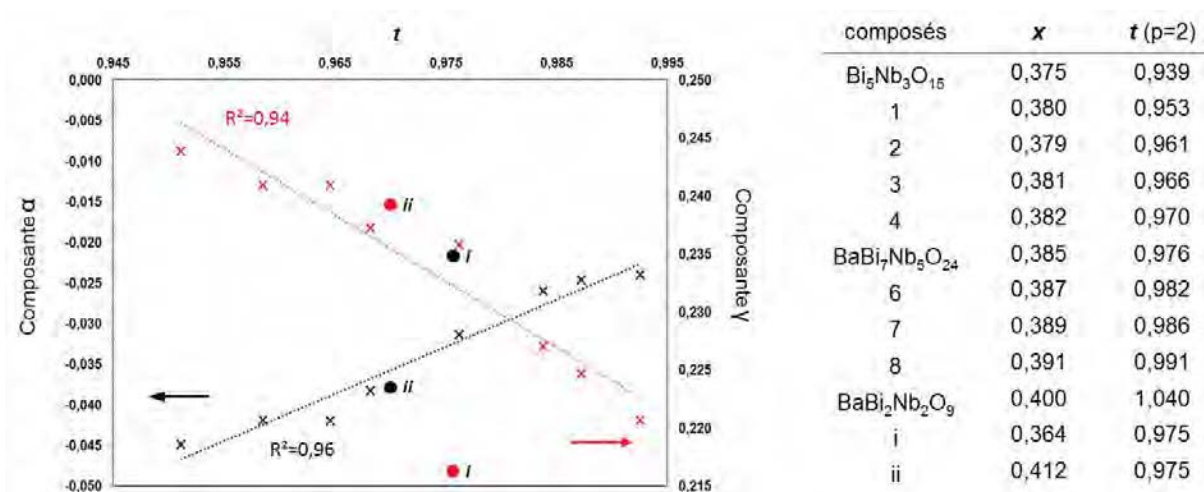 t
0,945 0,955 0,965 0,975 0,985 0,995
0,000 0,250
-0,005 0,245
-0,010 0,240
-0,015
-0,020 0,235
-0,025
-0,030 0,230
-0,035 0,225
-0,040
-0,045 0,220
-0,050 0,215
Composante α
Composante γ
R²=0,94
ii
i
ii
R²=0,96
i
composés x t (p=2)
Bi₅Nb₃O₁₅ 0,375 0,939
1 0,380 0,953
2 0,379 0,961
3 0,381 0,966
4 0,382 0,970
BaBi₇Nb₅O₂₄ 0,385 0,976
6 0,387 0,982
7 0,389 0,986
8 0,391 0,991
BaBi₂Nb₂O₉ 0,400 1,040
i 0,364 0,975
ii 0,412 0,975